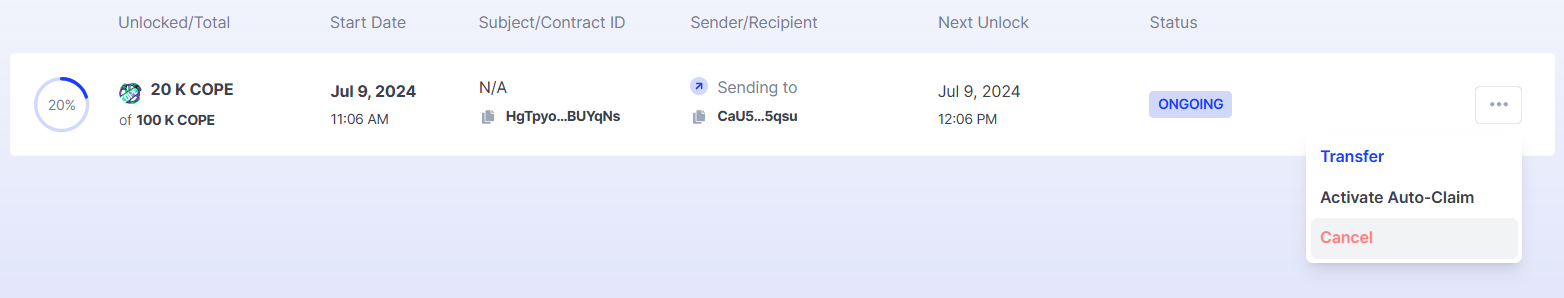 Unlocked/Total Start Date Subject/Contract ID Sender/Recipient Next Unlock Status
20% 20 K COPE Jul 9, 2024 N/A Sending to Jul 9, 2024 ONGOING
of 100 K COPE 11:06 AM HgTpyo...BUYqNs CaU5...5qsu 12:06 PM
Transfer
Activate Auto-Claim
Cancel